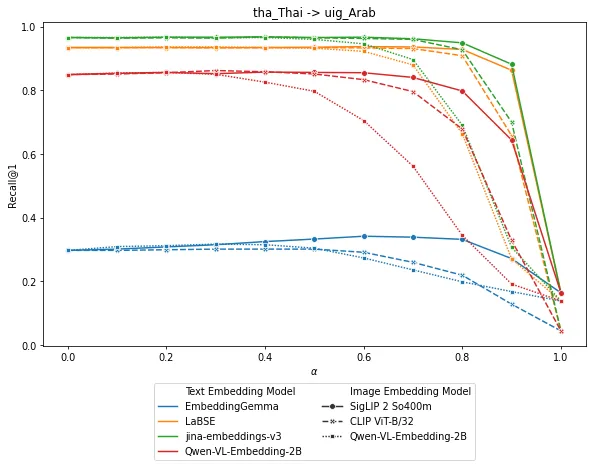 tha_Thai -> uig_Arab
Recall@1
1.0
0.8
0.6
0.4
0.2
0.0
0.0 0.2 0.4 0.6 0.8 1.0
α
Text Embedding Model
EmbeddingGemma
LaBSE
jina-embeddings-v3
Qwen-VL-Embedding-2B
Image Embedding Model
SigLIP 2 So400m
CLIP ViT-B/32
Qwen-VL-Embedding-2B